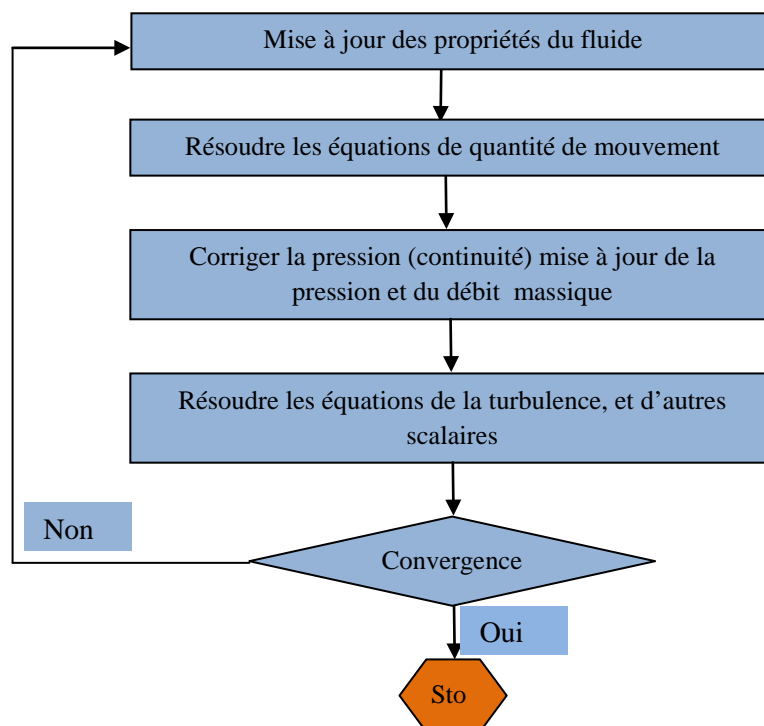 Mise à jour des propriétés du fluide
Résoudre les équations de quantité de mouvement
Corriger la pression (continuité) mise à jour de la
pression et du débit massique
Résoudre les équations de la turbulence, et d'autres
scalaires
Non
Convergence
Oui
Sto